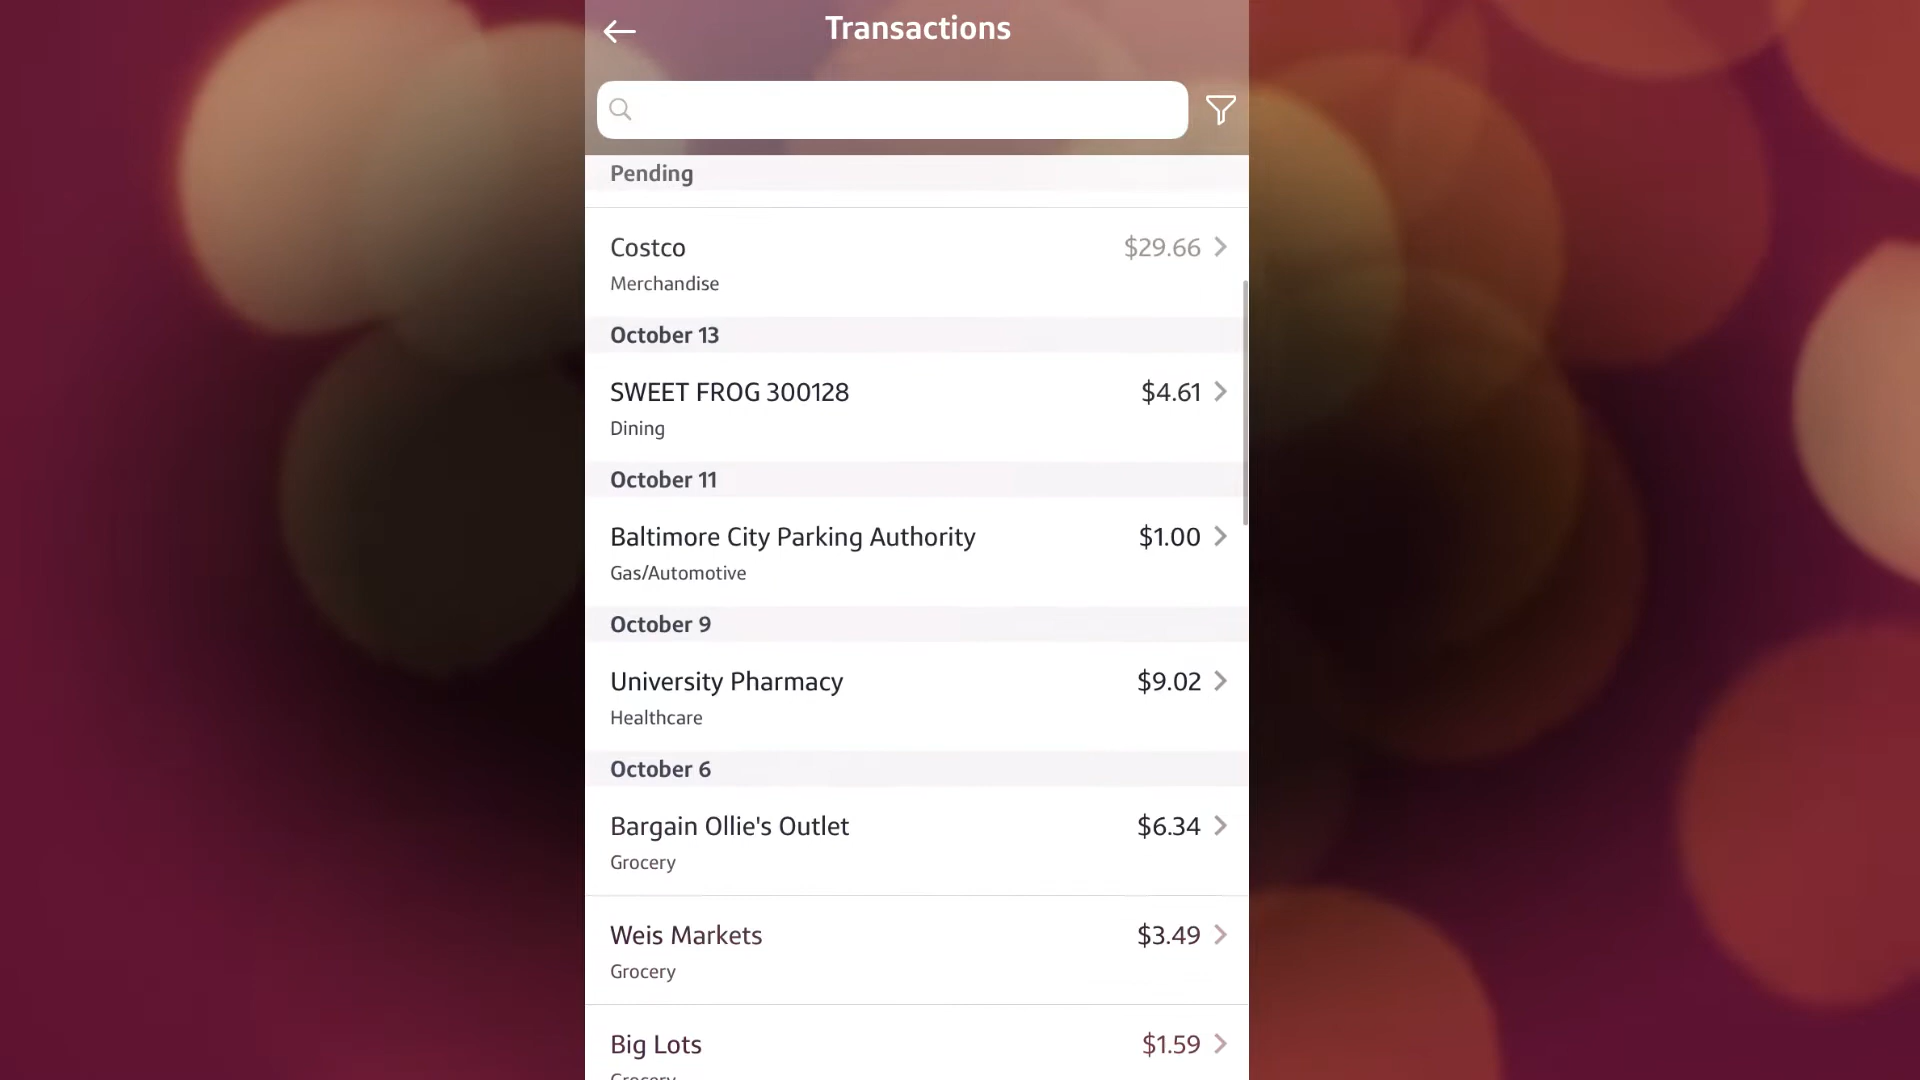 Transactions
Pending
Costco
$29.66
Merchandise
October 13
SWEET FROG 300128
$4.61
Dining
October 11
Baltimore City Parking Authority
$1.00
Gas/Automotive
October 9
University Pharmacy
$9.02
Healthcare
October 6
Bargain Ollie's Outlet
$6.34
Grocery
Weis Markets
$3.49
Grocery
Big Lots
$1.59
Grocery